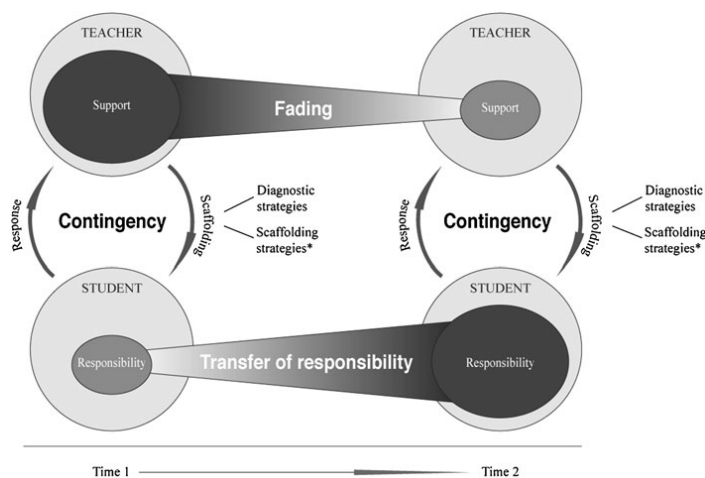 TEACHER
TEACHER
Support
Fading
Support
Response
Contingency
Scaffolding
Diagnostic
strategies
Scaffolding
strategies*
Response
Contingency
Scaffolding
Diagnostic
strategies
Scaffolding
strategies*
STUDENT
STUDENT
Responsibility
Transfer of responsibility
Responsibility
Time 1
Time 2